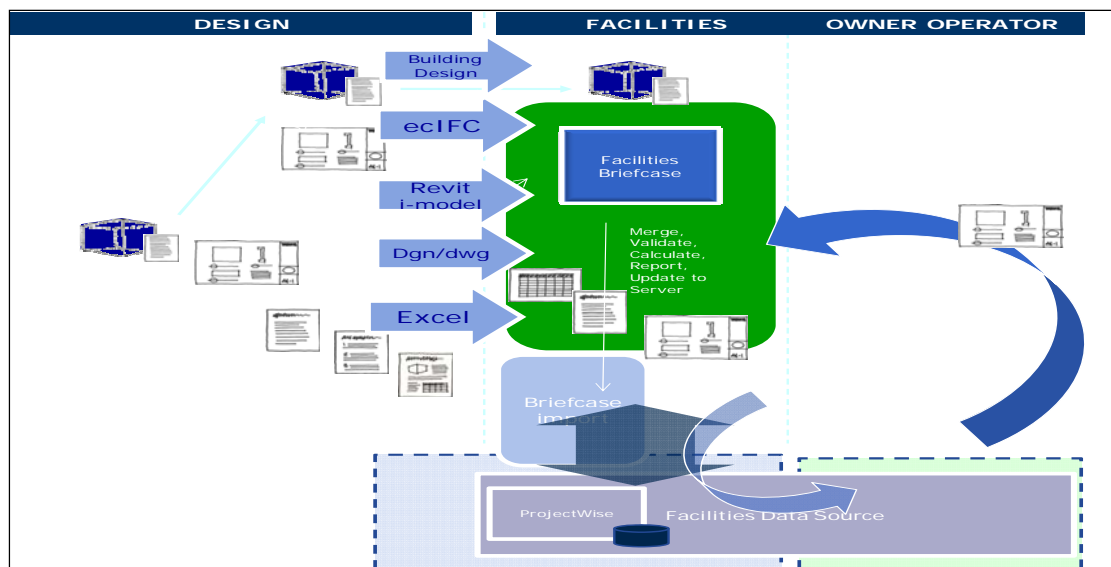 DESIGN
FACILITIES
OWNER OPERATOR
Building
Design
ecIFC
Revit
i-model
Dgn/dwg
Excel
Facilities
Briefcase
Merge,
Validate,
Calculate,
Report,
Update to
Server
Briefcase
import
ProjectWise
Facilities Data Source